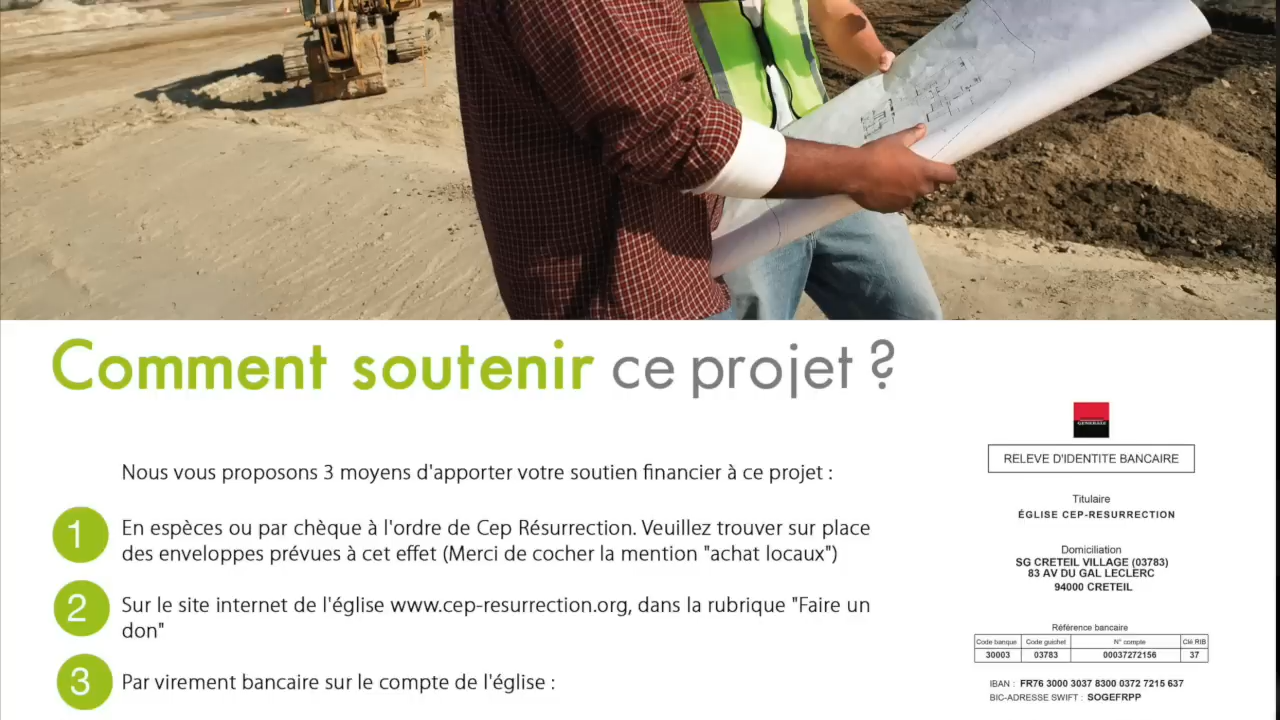 Comment soutenir ce projet ?
Nous vous proposons 3 moyens d'apporter votre soutien financier à ce projet :
1 En espèces ou par chèque à l'ordre de Cep Résurrection. Veuillez trouver sur place
des enveloppes prévues à cet effet (Merci de cocher la mention "achat locaux")
2 Sur le site internet de l'église www.cep-resurrection.org, dans la rubrique "Faire un
don"
3 Par virement bancaire sur le compte de l'église :
GENERALE
RELEVE D'IDENTITE BANCAIRE
Titulaire
ÉGLISE CEP-RESURRECTION
Domiciliation
SG CRETEIL VILLAGE (03783)
83 AV DU GAL LECLERC
94000 CRETEIL
Référence bancaire
Code banque Code guichet N° compte Clé RIB
30003 03783 00037272156 37
IBAN : FR76 3000 3037 8300 0372 7215 637
BIC-ADRESSE SWIFT : SOGEFRPP